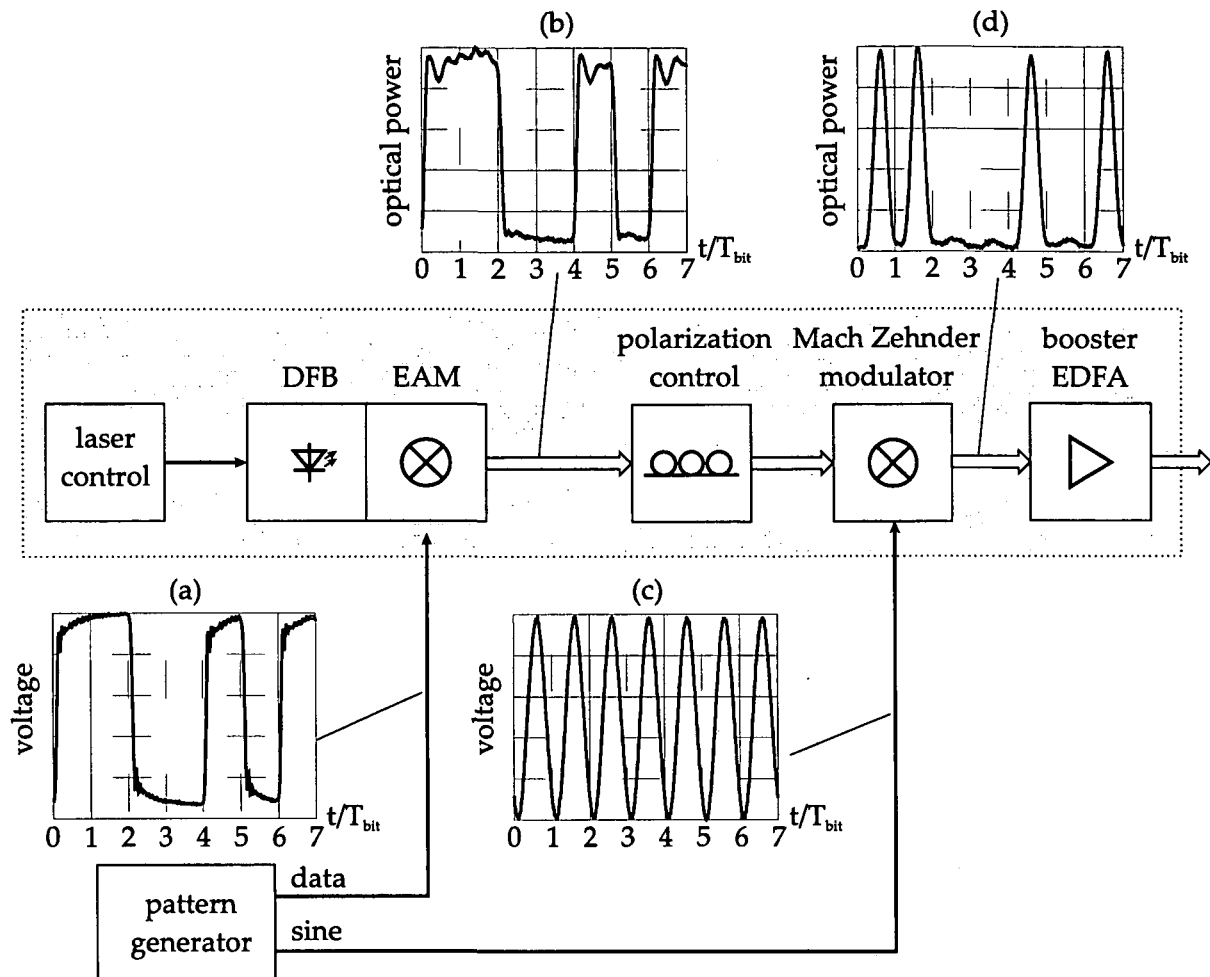 (b)
(d)
optical power
0 1 2 3 4 5 6 7 t/T_bit
optical power
0 1 2 3 4 5 6 7 t/T_bit
polarization control
Mach Zehnder modulator
booster EDFA
DFB
EAM
laser control
(a)
(c)
voltage
0 1 2 3 4 5 6 7 t/T_bit
voltage
0 1 2 3 4 5 6 7 t/T_bit
data
sine
pattern generator